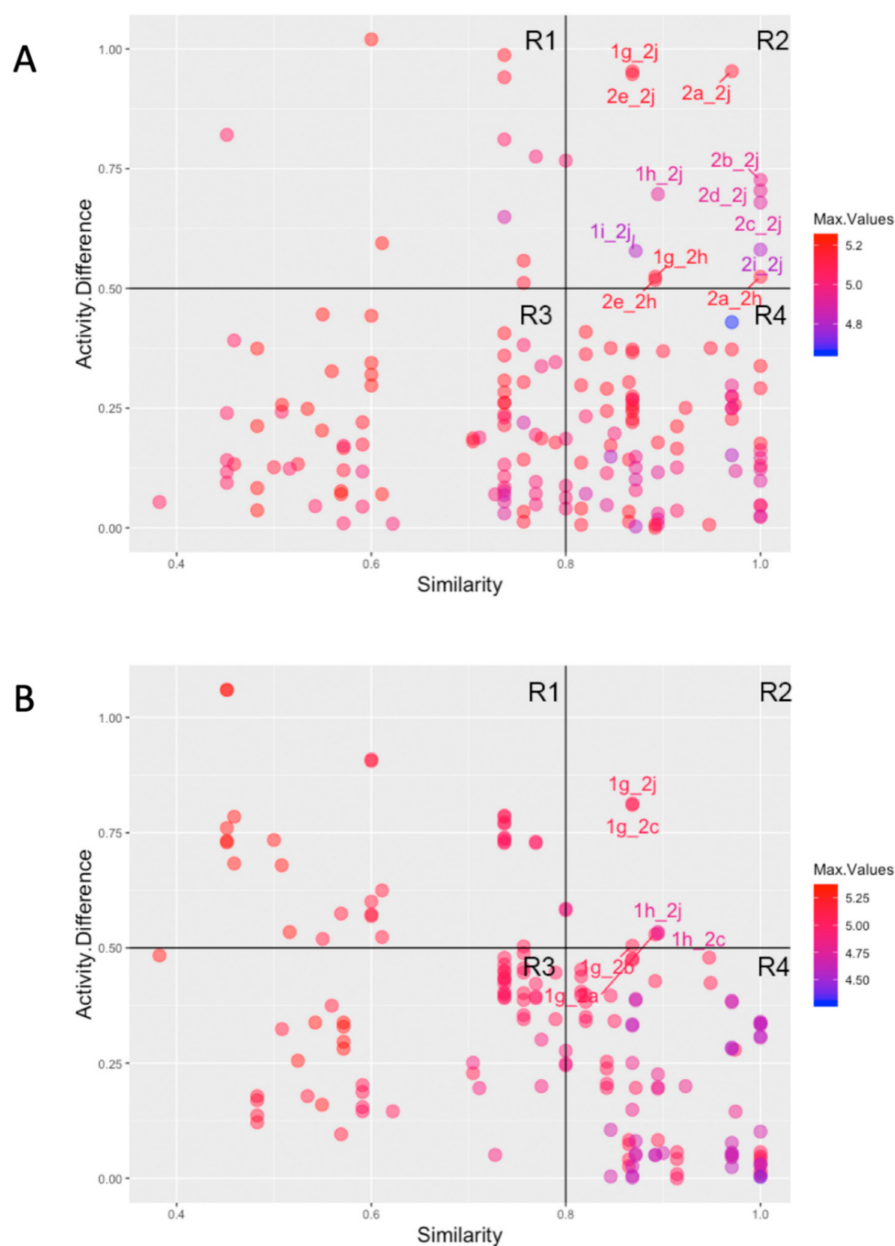 A
R1
R2
1.00
1g_2j
2e_2j
2a_2j
0.75
1h_2j
2b_2j
2d_2j
2c_2j
1i_2j
1g_2h
2i_2j
Max.Values
5.2
5.0
4.8
Activity.Difference
0.50
2e_2h
2a_2h
R3
R4
0.25
0.00
0.4
0.6
0.8
1.0
Similarity
B
R1
R2
1.00
1g_2j
1g_2c
0.75
Max.Values
5.25
5.00
4.75
4.50
Activity.Difference
1h_2j
1h_2c
0.50
R3
1g_2b
1g_2a
R4
0.25
0.00
0.4
0.6
0.8
1.0
Similarity